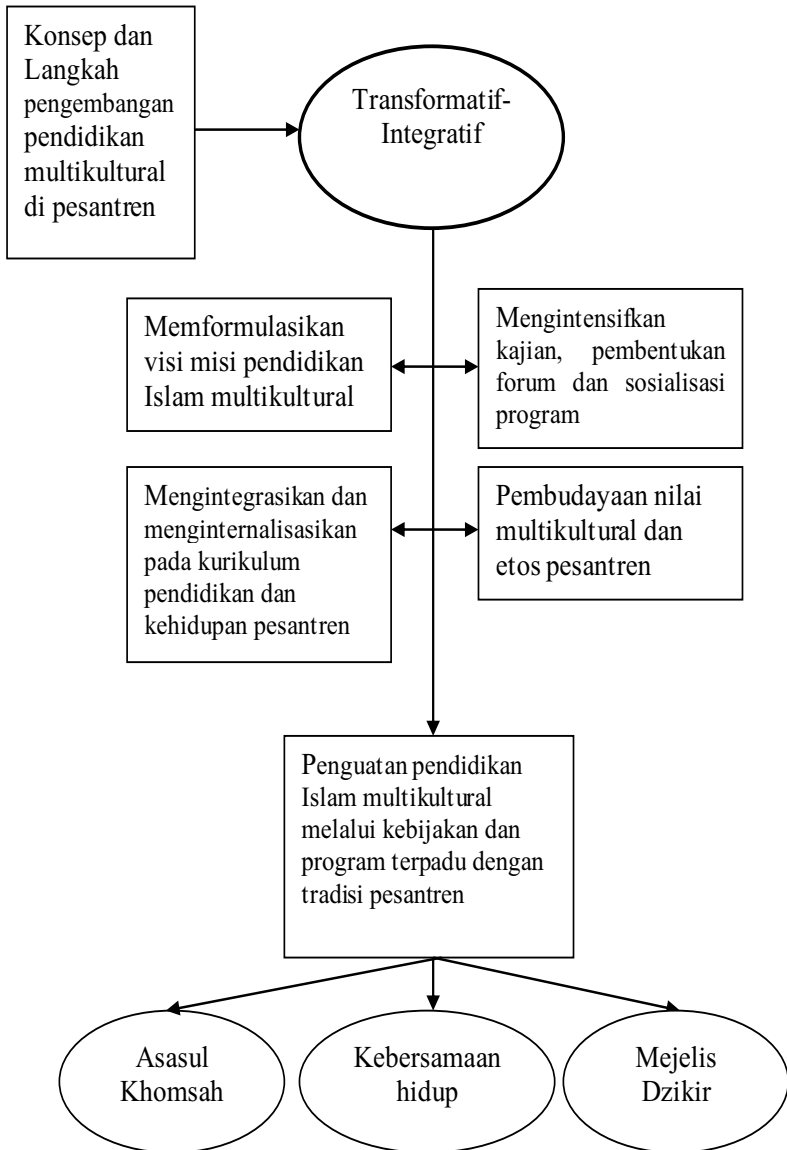 Konsep dan
Langkah
pengembangan
pendidikan
multikultural
di pesantren
Transformatif-
Integratif
Memformulasikan
visi misi pendidikan
Islam multikultural
Mengintensifkan
kajian, pembentukan
forum dan sosialisasi
program
Mengintegrasikan dan
menginternalisasikan
pada kurikulum
pendidikan dan
kehidupan pesantren
Pembudayaan nilai
multikultural dan
etos pesantren
Penguatan pendidikan
Islam multikultural
melalui kebijakan dan
program terpadu dengan
tradisi pesantren
Asasul
Khomsah
Kebersamaan
hidup
Mejelis
Dzikir